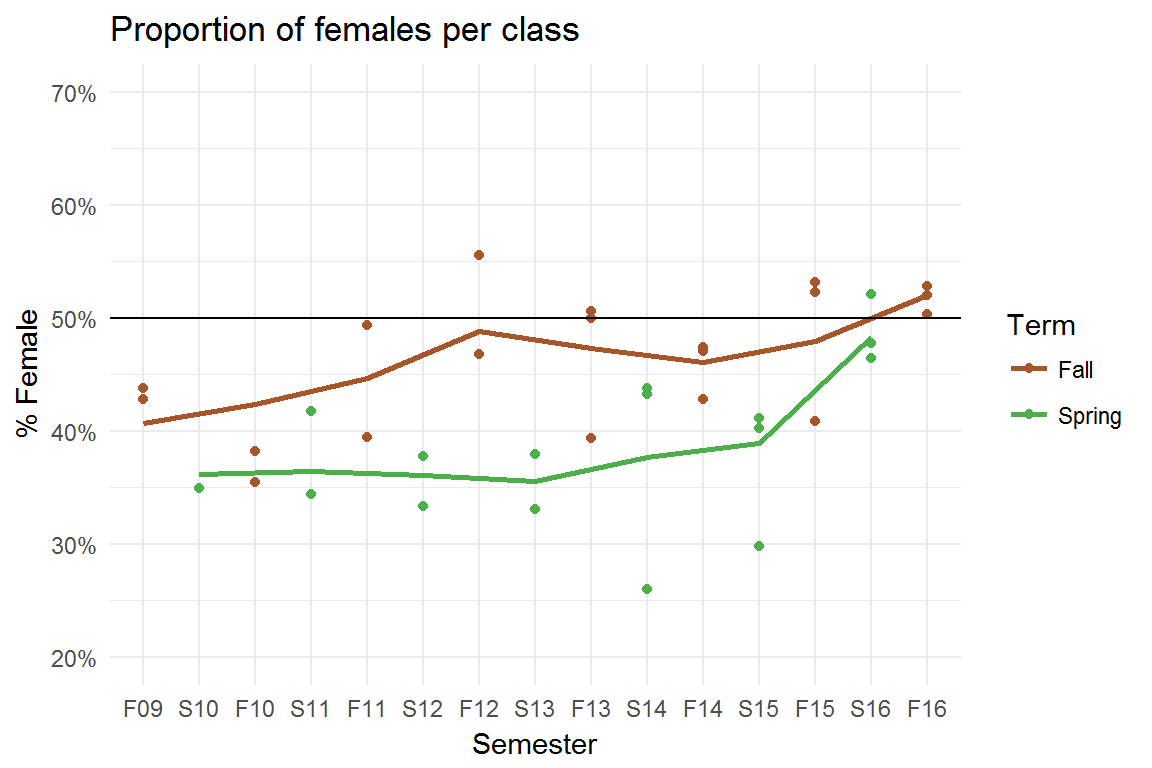 Proportion of females per class
70%
60%
50%
40%
30%
20%
% Female
F09 S10 F10 S11 F11 S12 F12 S13 F13 S14 F14 S15 F15 S16 F16
Semester
Term
Fall
Spring